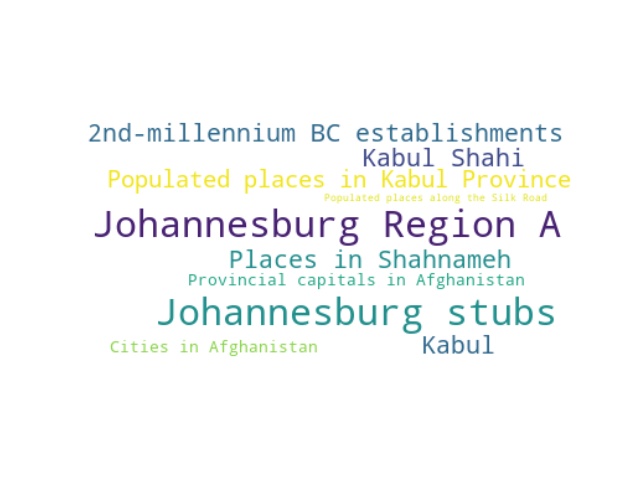 2nd-millennium BC establishments
Kabul Shahi
Populated places in Kabul Province
Populated places along the Silk Road
Johannesburg Region A
Places in Shahnameh
Provincial capitals in Afghanistan
Johannesburg stubs
Cities in Afghanistan
Kabul